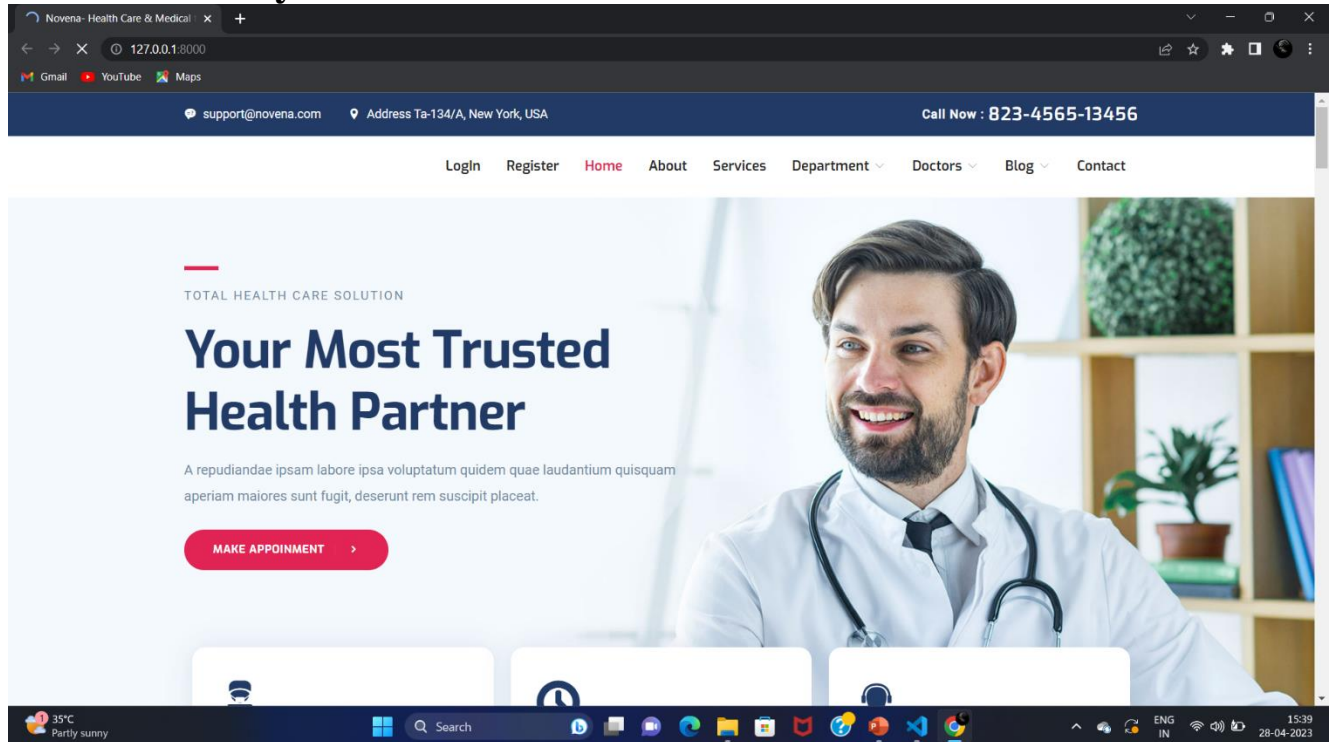 Novena- Health Care & Medical
127.0.0.1:8000
Gmail YouTube Maps
support@novena.com Address Ta-134/A, New York, USA Call Now : 823-4565-13456
LogIn Register Home About Services Department Doctors Blog Contact
TOTAL HEALTH CARE SOLUTION
Your Most Trusted
Health Partner
A repudiandae ipsam labore ipsa voluptatum quidem quae laudantium quisquam
aperiam maiores sunt fugit, deserunt rem suscipit placeat.
MAKE APPOINMENT
1 35°C
Partly sunny
Search
ENG
IN
15:39
28-04-2023